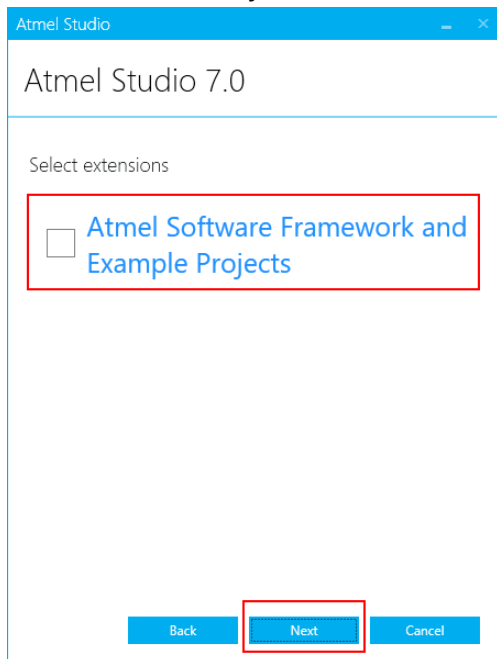 Atmel Studio
Atmel Studio 7.0
Select extensions
Atmel Software Framework and
Example Projects
Back Next Cancel